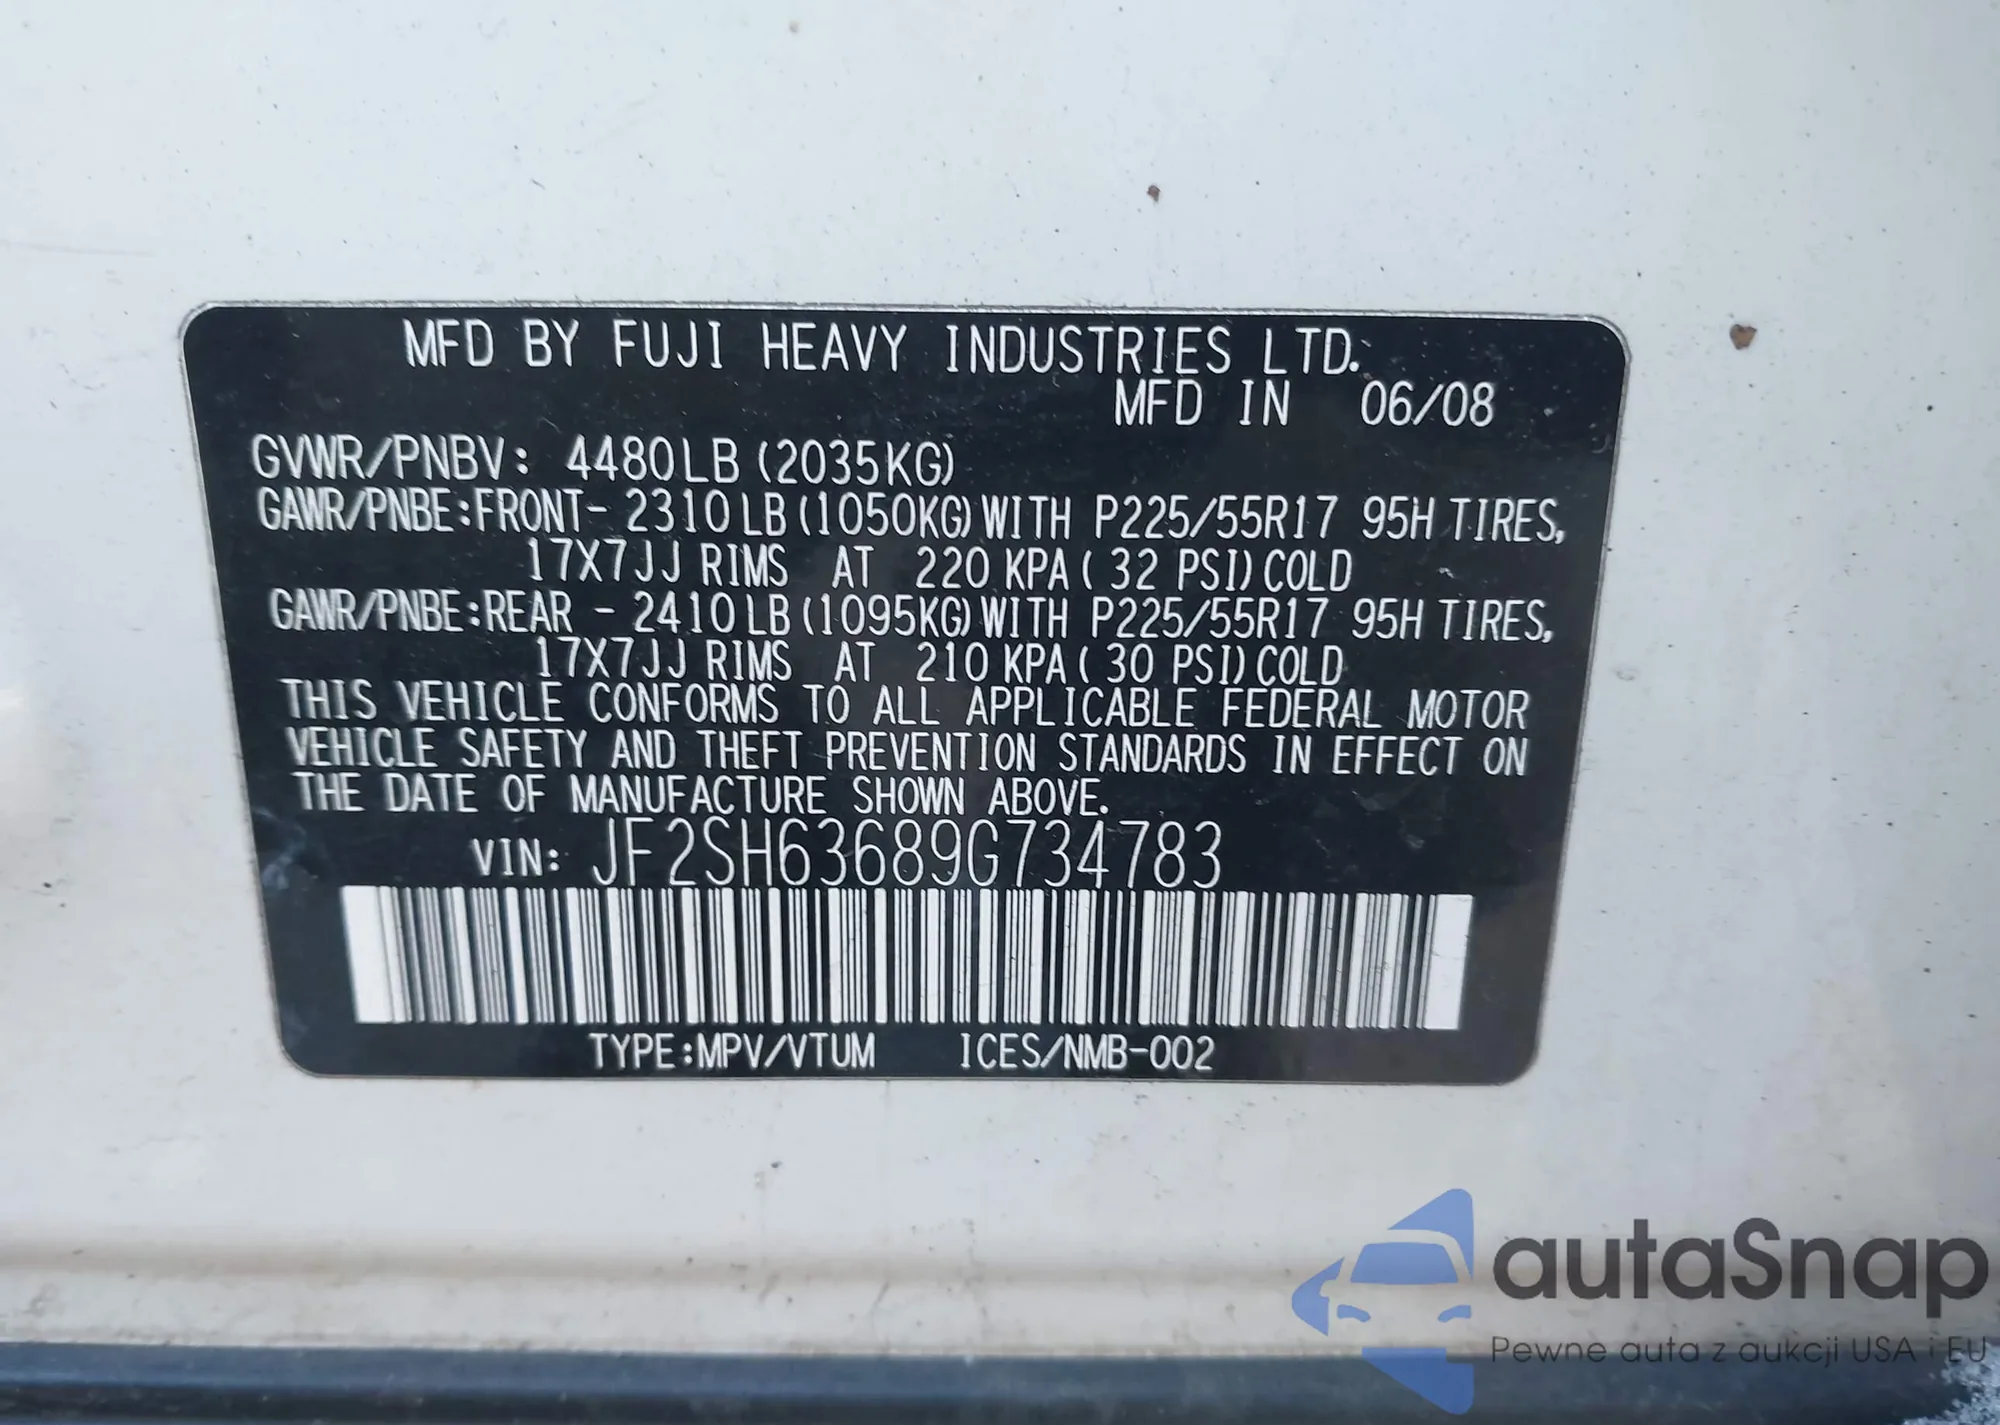 MFD BY FUJI HEAVY INDUSTRIES LTD.
MFD IN 06/08
GVWR/PNBV: 4480LB (2035KG)
GAWR/PNBE:FRONT- 2310LB(1050KG)WITH P225/55R17 95H TIRES,
17X7JJ RIMS AT 220 KPA( 32 PSI)COLD
GAWR/PNBE:REAR - 2410LB(1095KG)WITH P225/55R17 95H TIRES,
17X7JJ RIMS AT 210 KPA( 30 PSI)COLD
THIS VEHICLE CONFORMS TO ALL APPLICABLE FEDERAL MOTOR
VEHICLE SAFETY AND THEFT PREVENTION STANDARDS IN EFFECT ON
THE DATE OF MANUFACTURE SHOWN ABOVE.
VIN: JF2SH63689G734783
TYPE:MPV/VTUM ICES/NMB-002
autaSnap
Pewne auta z aukcji USA i EU